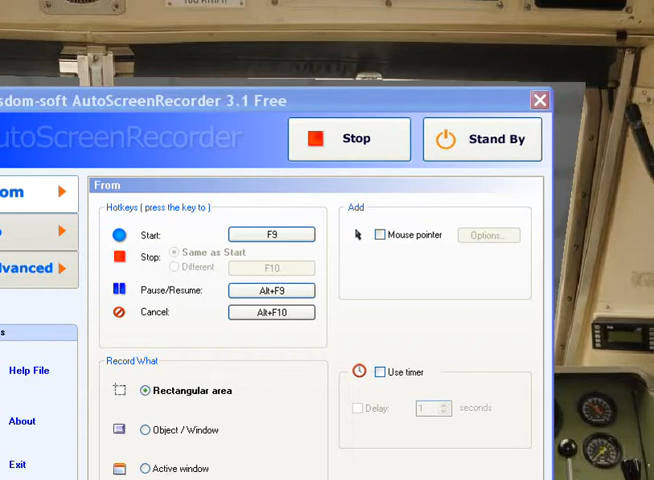 sdom-soft AutoScreenRecorder 3.1 Free
utoScreenRecorder
Stop
Stand By
om
From
Hotkeys ( press the key to )
Start:
F9
Stop:
Same as Start
Different
F10
Pause/Resume:
Alt+F9
Cancel:
Alt+F10
Add
Mouse pointer
Options...
dvanced
s
Help File
About
Exit
Record What
Rectangular area
Object / Window
Active window
Use timer
Delay:
1
seconds